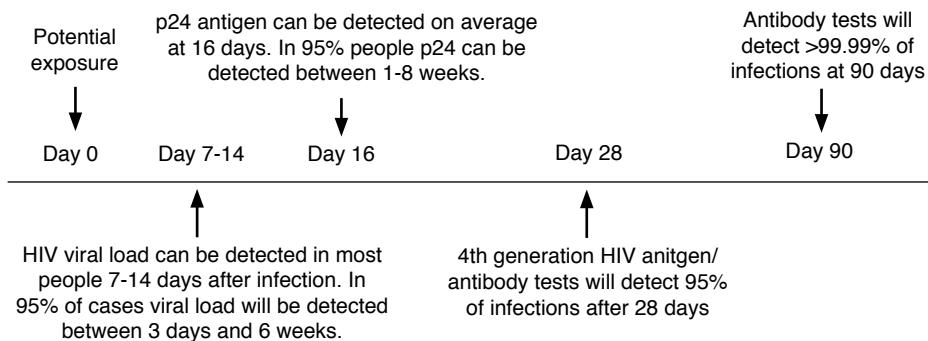 Potential
exposure
p24 antigen can be detected on average
at 16 days. In 95% people p24 can be
detected between 1-8 weeks.
Antibody tests will
detect >99.99% of
infections at 90 days
Day 0
Day 7-14
Day 16
Day 28
Day 90
HIV viral load can be detected in most
people 7-14 days after infection. In
95% of cases viral load will be detected
between 3 days and 6 weeks.
4th generation HIV anitgen/
antibody tests will detect 95%
of infections after 28 days